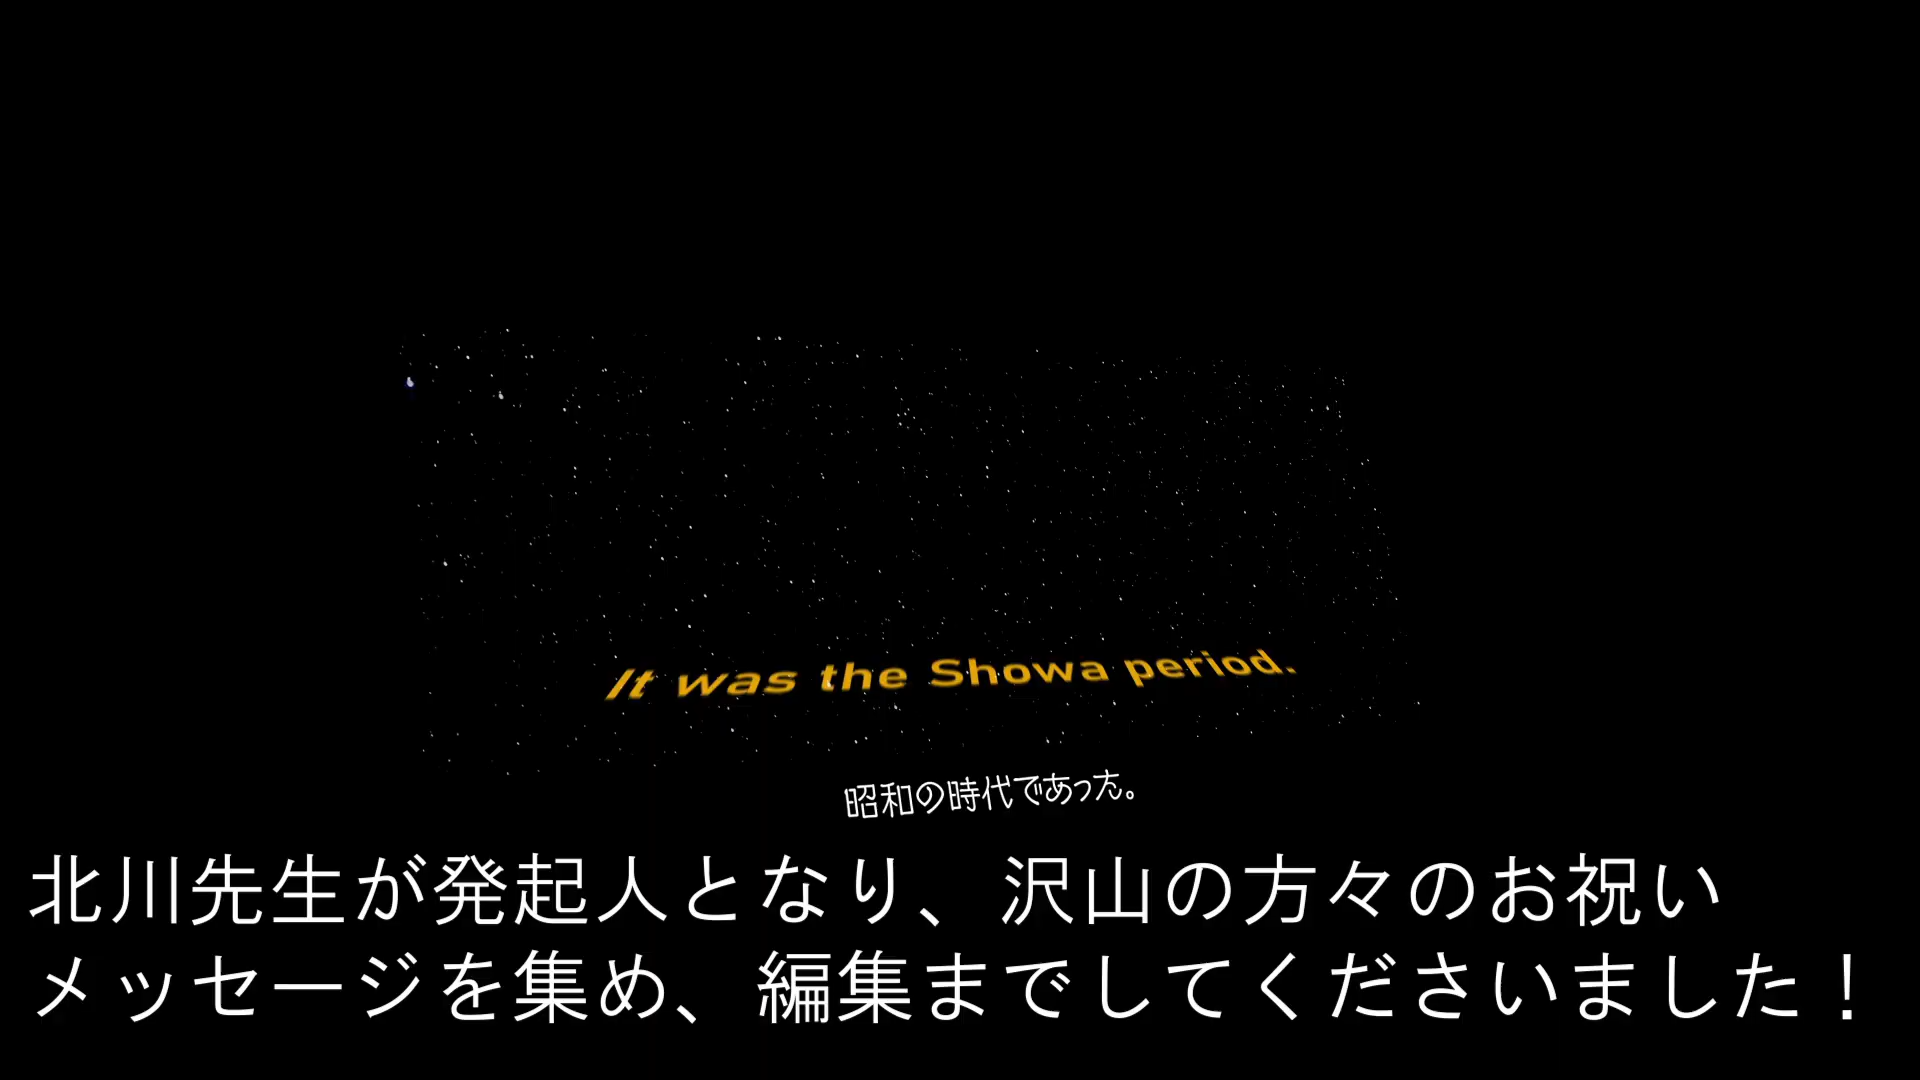 It was the Showa period.
昭和の時代であった。
北川先生が発起人となり、沢山の方々のお祝い
メッセージを集め、編集までしてくださいました！